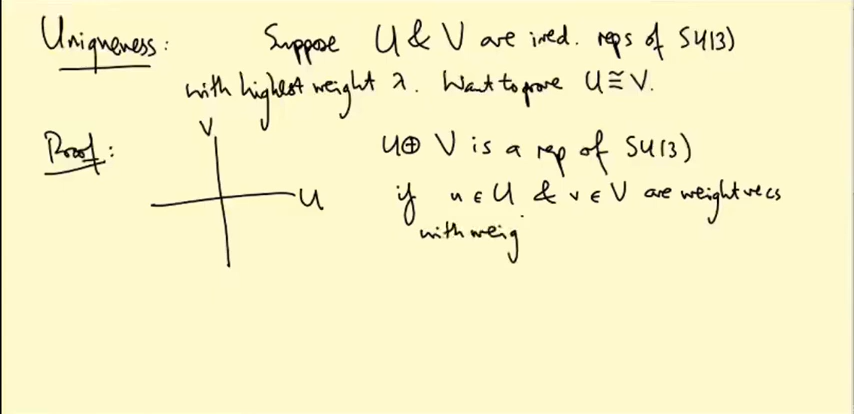 Uniqueness: Suppose U & V are irred. reps of SU(3)
with highest weight λ. Want to prove U ≅ V.
Proof: V U⊕ V is a rep of SU(3)
U if u ∈ U & v ∈ V are weight vecs
with weig